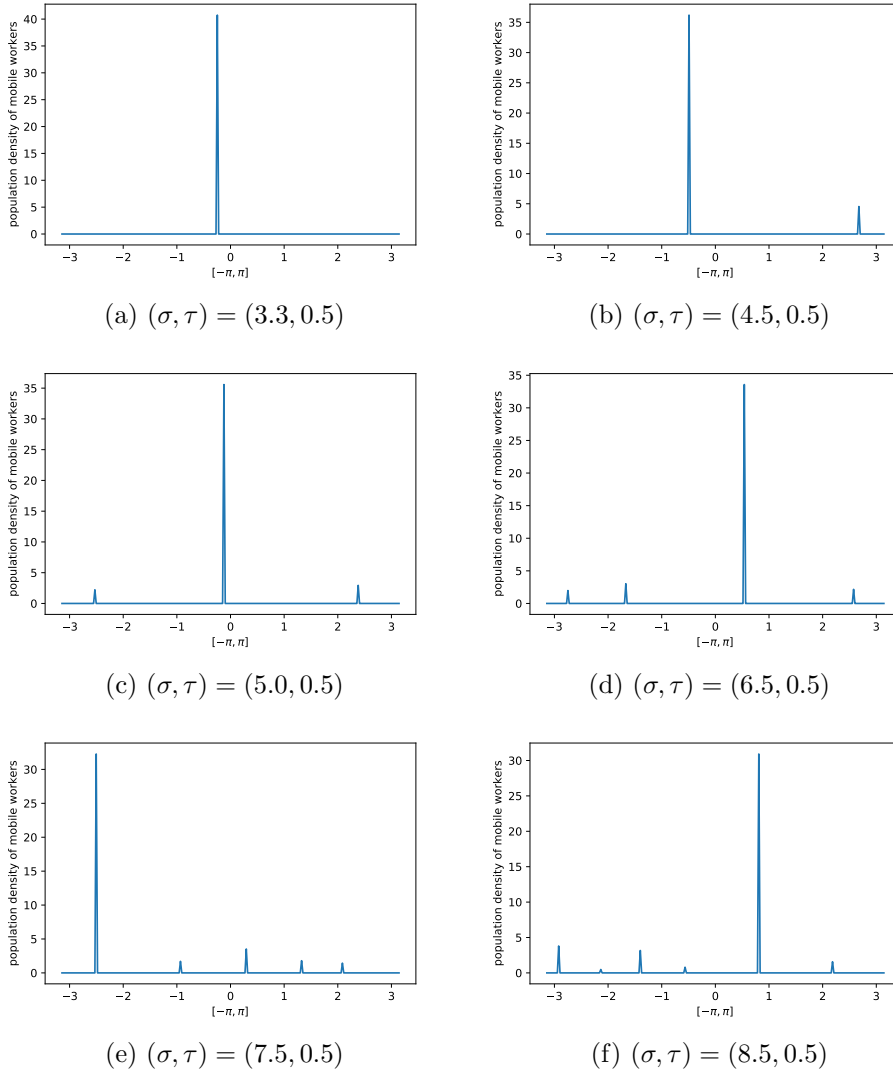 population density of mobile workers
40
35
30
25
20
15
10
5
0
−3 −2 −1 0 1 2 3
[−π, π]
(a) (σ, τ) = (3.3, 0.5)
population density of mobile workers
35
30
25
20
15
10
5
0
−3 −2 −1 0 1 2 3
[−π, π]
(b) (σ, τ) = (4.5, 0.5)
population density of mobile workers
35
30
25
20
15
10
5
0
−3 −2 −1 0 1 2 3
[−π, π]
(c) (σ, τ) = (5.0, 0.5)
population density of mobile workers
35
30
25
20
15
10
5
0
−3 −2 −1 0 1 2 3
[−π, π]
(d) (σ, τ) = (6.5, 0.5)
population density of mobile workers
30
25
20
15
10
5
0
−3 −2 −1 0 1 2 3
[−π, π]
(e) (σ, τ) = (7.5, 0.5)
population density of mobile workers
30
25
20
15
10
5
0
−3 −2 −1 0 1 2 3
[−π, π]
(f) (σ, τ) = (8.5, 0.5)